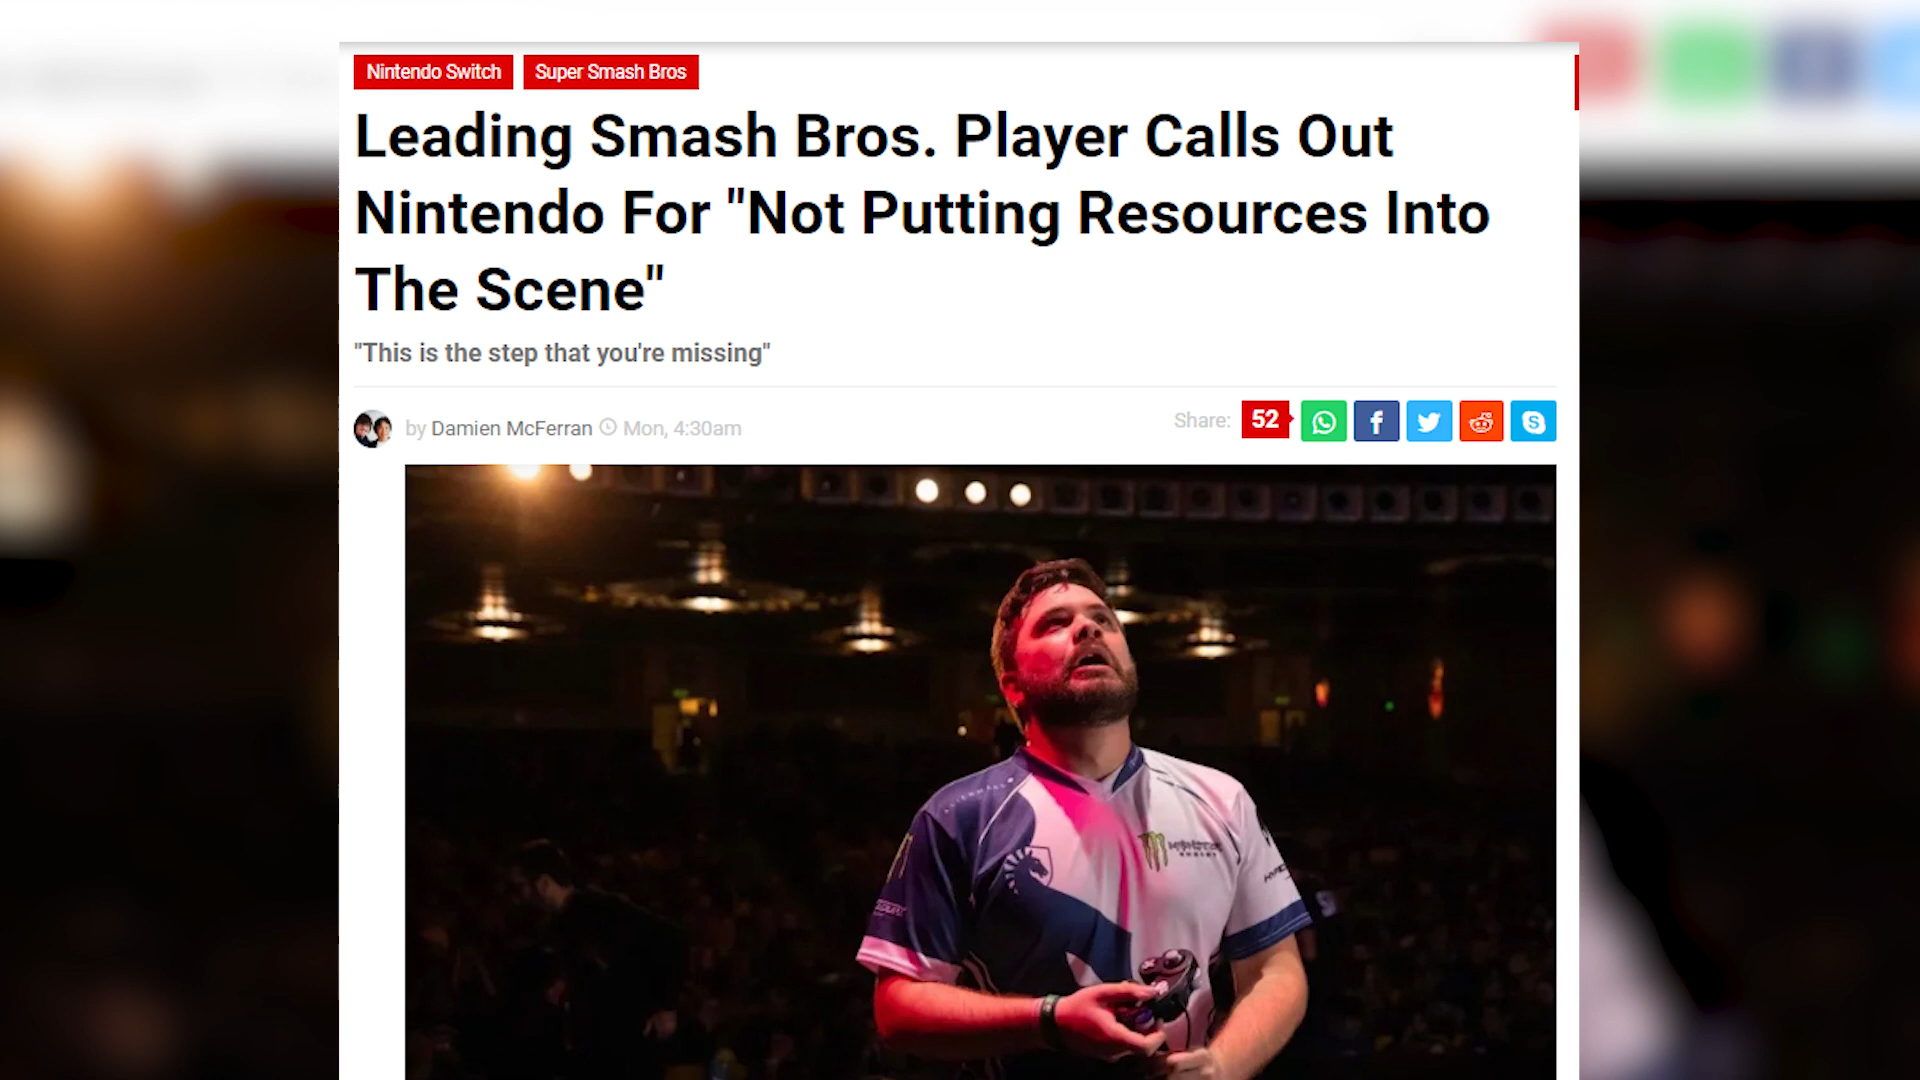 Nintendo Switch
Super Smash Bros
Leading Smash Bros. Player Calls Out
Nintendo For "Not Putting Resources Into
The Scene"
"This is the step that you're missing"
by Damien McFerran Mon, 4:30am
Share: 52